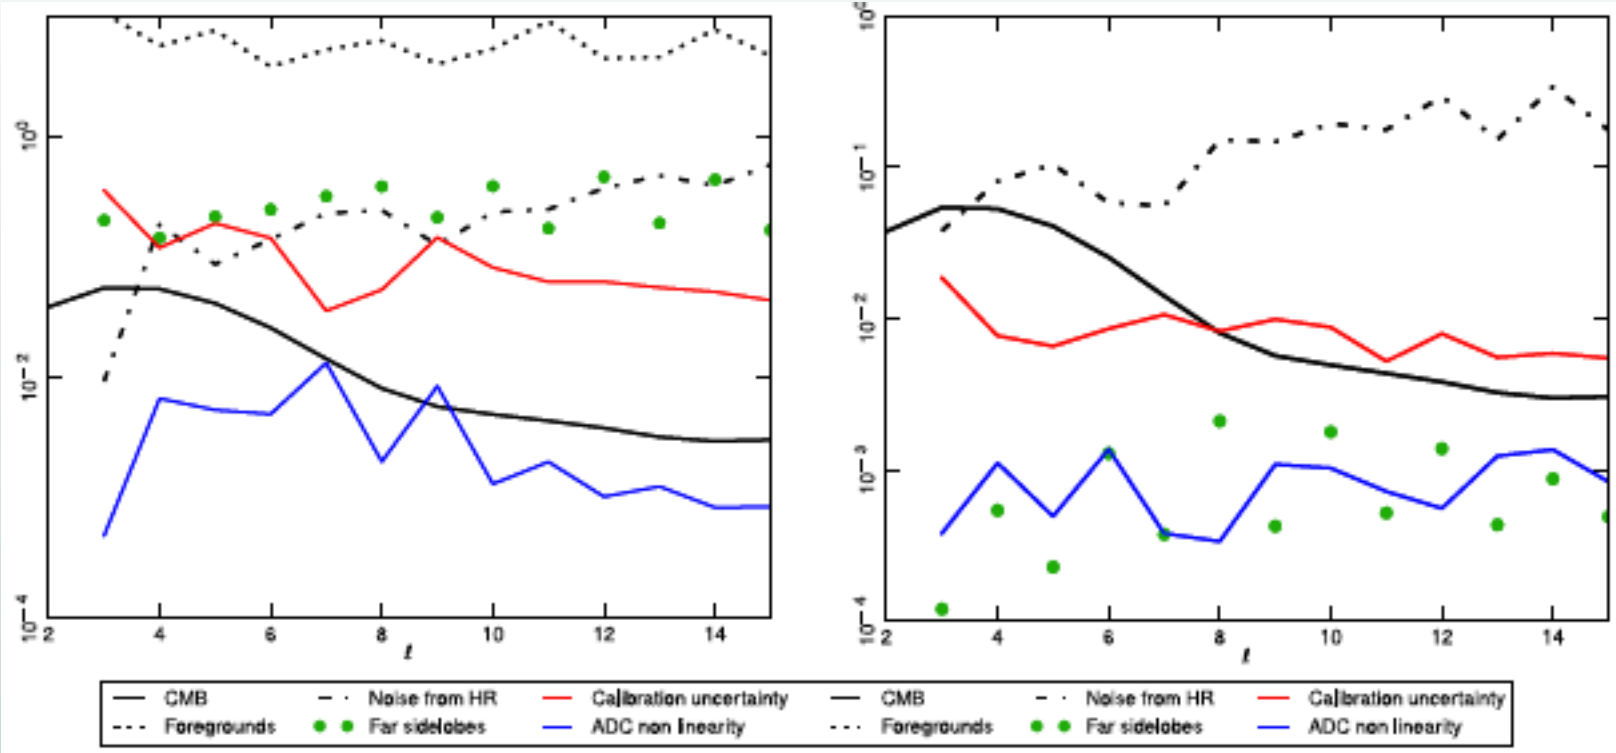 10⁰
10⁻²
10⁻⁴
2 4 6 8 10 12 14
ℓ
10⁰
10⁻¹
10⁻²
10⁻³
10⁻⁴
2 4 6 8 10 12 14
ℓ
CMB Noise from HR Calibration uncertainty CMB Noise from HR Calibration uncertainty
Foregrounds Far sidelobes ADC non linearity Foregrounds Far sidelobes ADC non linearity